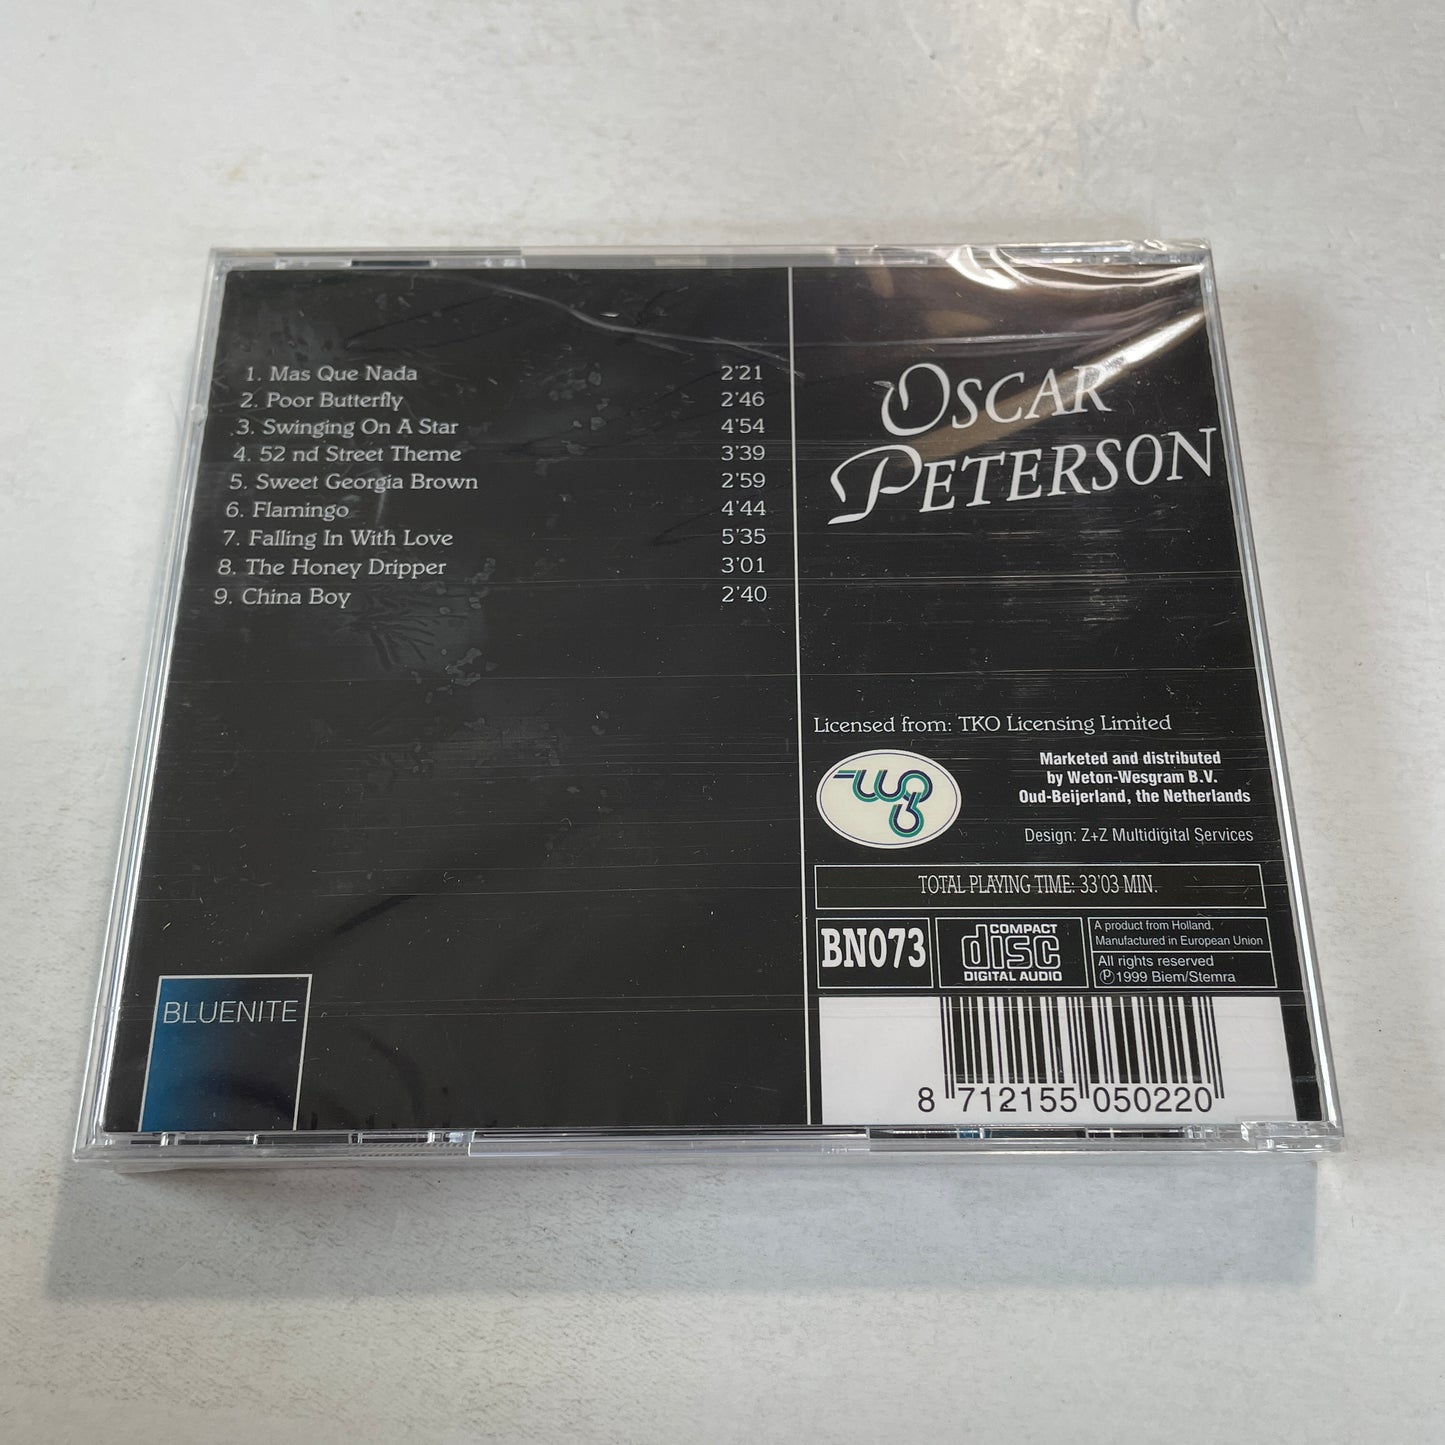 1. Mas Que Nada 2'21
2. Poor Butterfly 2'46
3. Swinging On A Star 4'54
4. 52 nd Street Theme 3'39
5. Sweet Georgia Brown 2'59
6. Flamingo 4'44
7. Falling In With Love 5'35
8. The Honey Dripper 3'01
9. China Boy 2'40
BLUENITE
OSCAR
PETERSON
Licensed from: TKO Licensing Limited
Marketed and distributed
by Weton-Wesgram B.V.
Oud-Beijerland, the Netherlands
Design: Z+Z Multidigital Services
TOTAL PLAYING TIME: 33'03 MIN.
BN073
COMPACT
disc
DIGITAL AUDIO
A product from Holland,
Manufactured in European Union
All rights reserved
Ⓟ 1999 Biem/Stemra
8 712155 050220